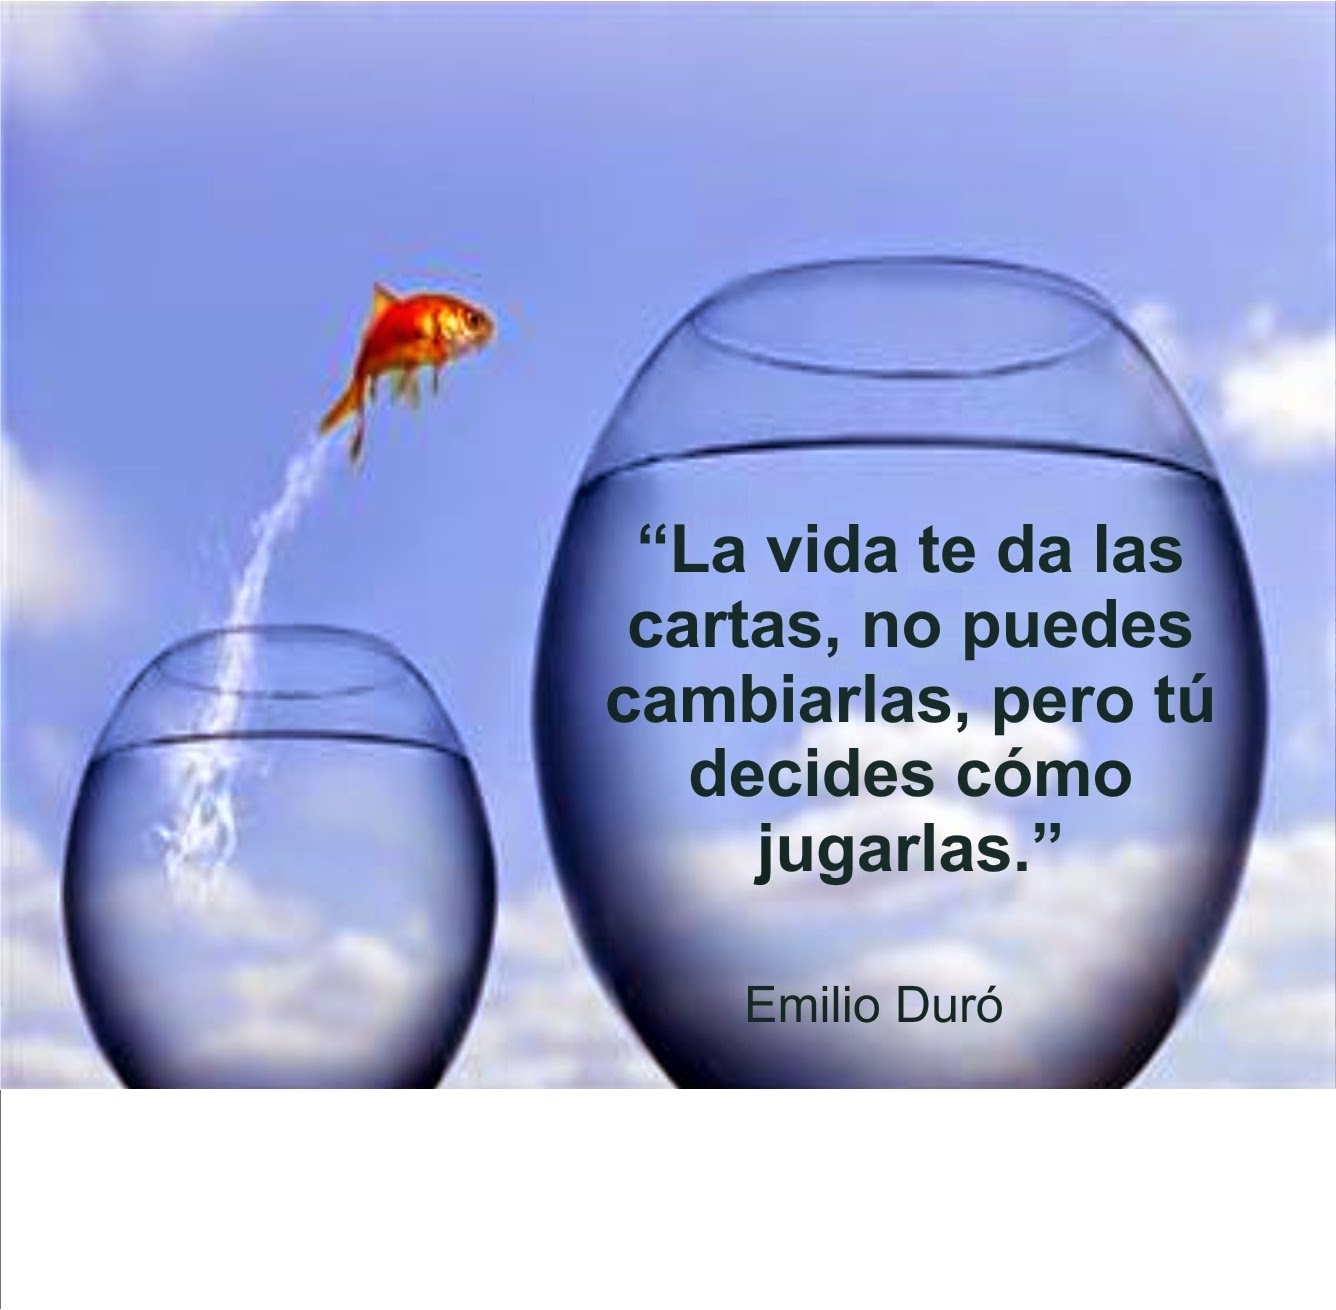 “La vida te da las
cartas, no puedes
cambiarlas, pero tú
decides cómo
jugarlas.”
Emilio Duró